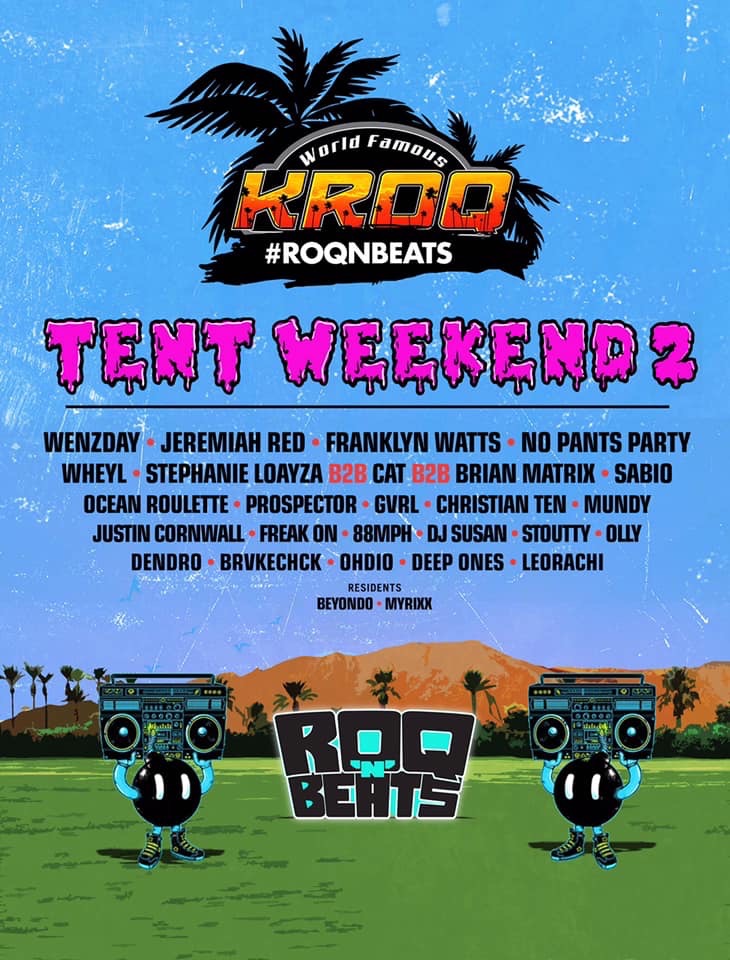 World Famous
KROQ
#ROQNBEATS
TENT WEEKEND 2
WENZDAY • JEREMIAH RED • FRANKLYN WATTS • NO PANTS PARTY
WHEYL • STEPHANIE LOAYZA B2B CAT B2B BRIAN MATRIX • SABIO
OCEAN ROULETTE • PROSPECTOR • GVRL • CHRISTIAN TEN • MUNDY
JUSTIN CORNWALL • FREAK ON • 88MPH • DJ SUSAN • STOUTTY • OLLY
DENDRO • BRVKECHCK • OHDIO • DEEP ONES • LEORACHI
RESIDENTS
BEYONDO • MYRIXX
ROQ
"N"
BEATS